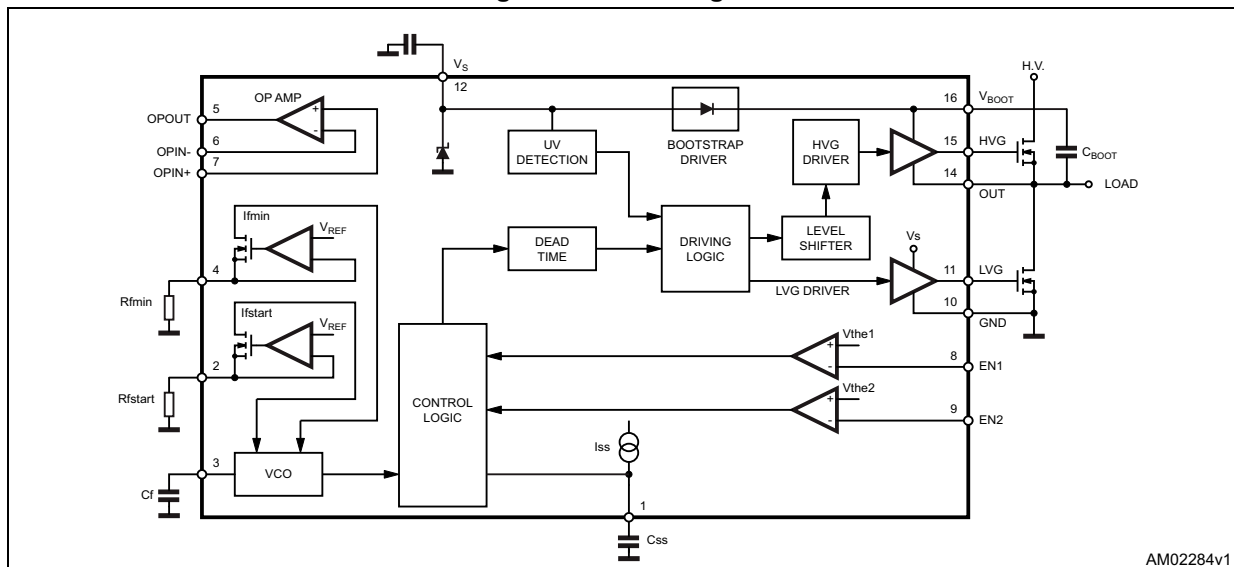 VS
12
H.V.
OP AMP
5
OPOUT
+
-
6
OPIN-
7
OPIN+
UV
DETECTION
BOOTSTRAP
DRIVER
HVG
DRIVER
16
VBOOT
15
HVG
CBOOT
14
OUT
LOAD
Ifmin
VREF
4
Rfmin
DEAD
TIME
DRIVING
LOGIC
LEVEL
SHIFTER
Vs
11
LVG
LVG DRIVER
10
GND
Ifstart
VREF
2
Rfstart
CONTROL
LOGIC
Vthe1
+
-
8
EN1
Vthe2
+
-
9
EN2
Iss
3
VCO
Cf
1
Css
AM02284v1